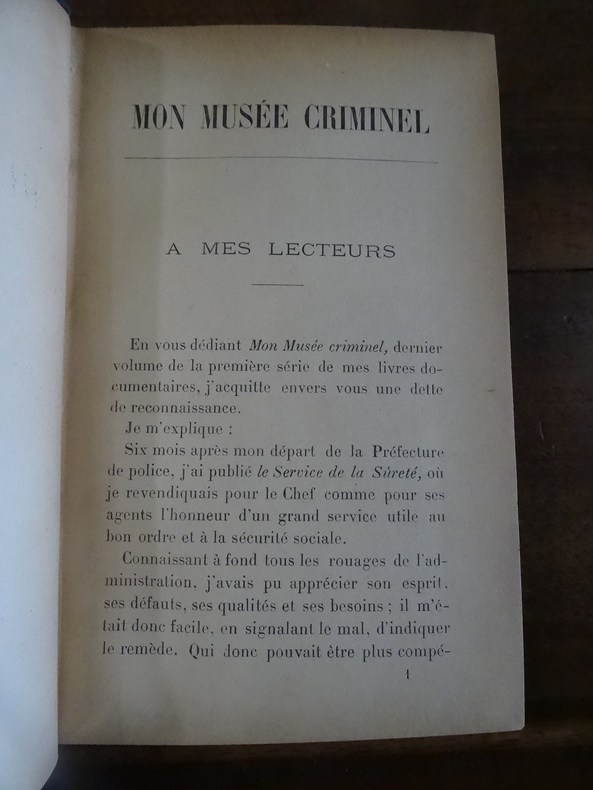 MON MUSÉE CRIMINEL
A MES LECTEURS
En vous dédiant Mon Musée criminel, dernier
volume de la première série de mes livres do-
cumentaires, j'acquitte envers vous une dette
de reconnaissance.
Je m'explique :
Six mois après mon départ de la Préfecture
de police, j'ai publié le Service de la Sûreté, où
je revendiquais pour le Chef comme pour ses
agents l'honneur d'un grand service utile au
bon ordre et à la sécurité sociale.
Connaissant à fond tous les rouages de l'ad-
ministration, j'avais pu apprécier son esprit,
ses défauts, ses qualités et ses besoins ; il m'é-
tait donc facile, en signalant le mal, d'indiquer
le remède. Qui donc pouvait être plus compé-
1